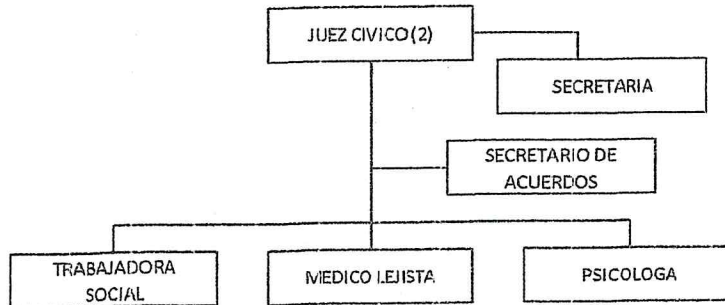 JUEZ CIVICO (2)
SECRETARIA
SECRETARIO DE
ACUERDOS
TRABAJADORA
SOCIAL
MEDICO LEJISTA
PSICOLOGA